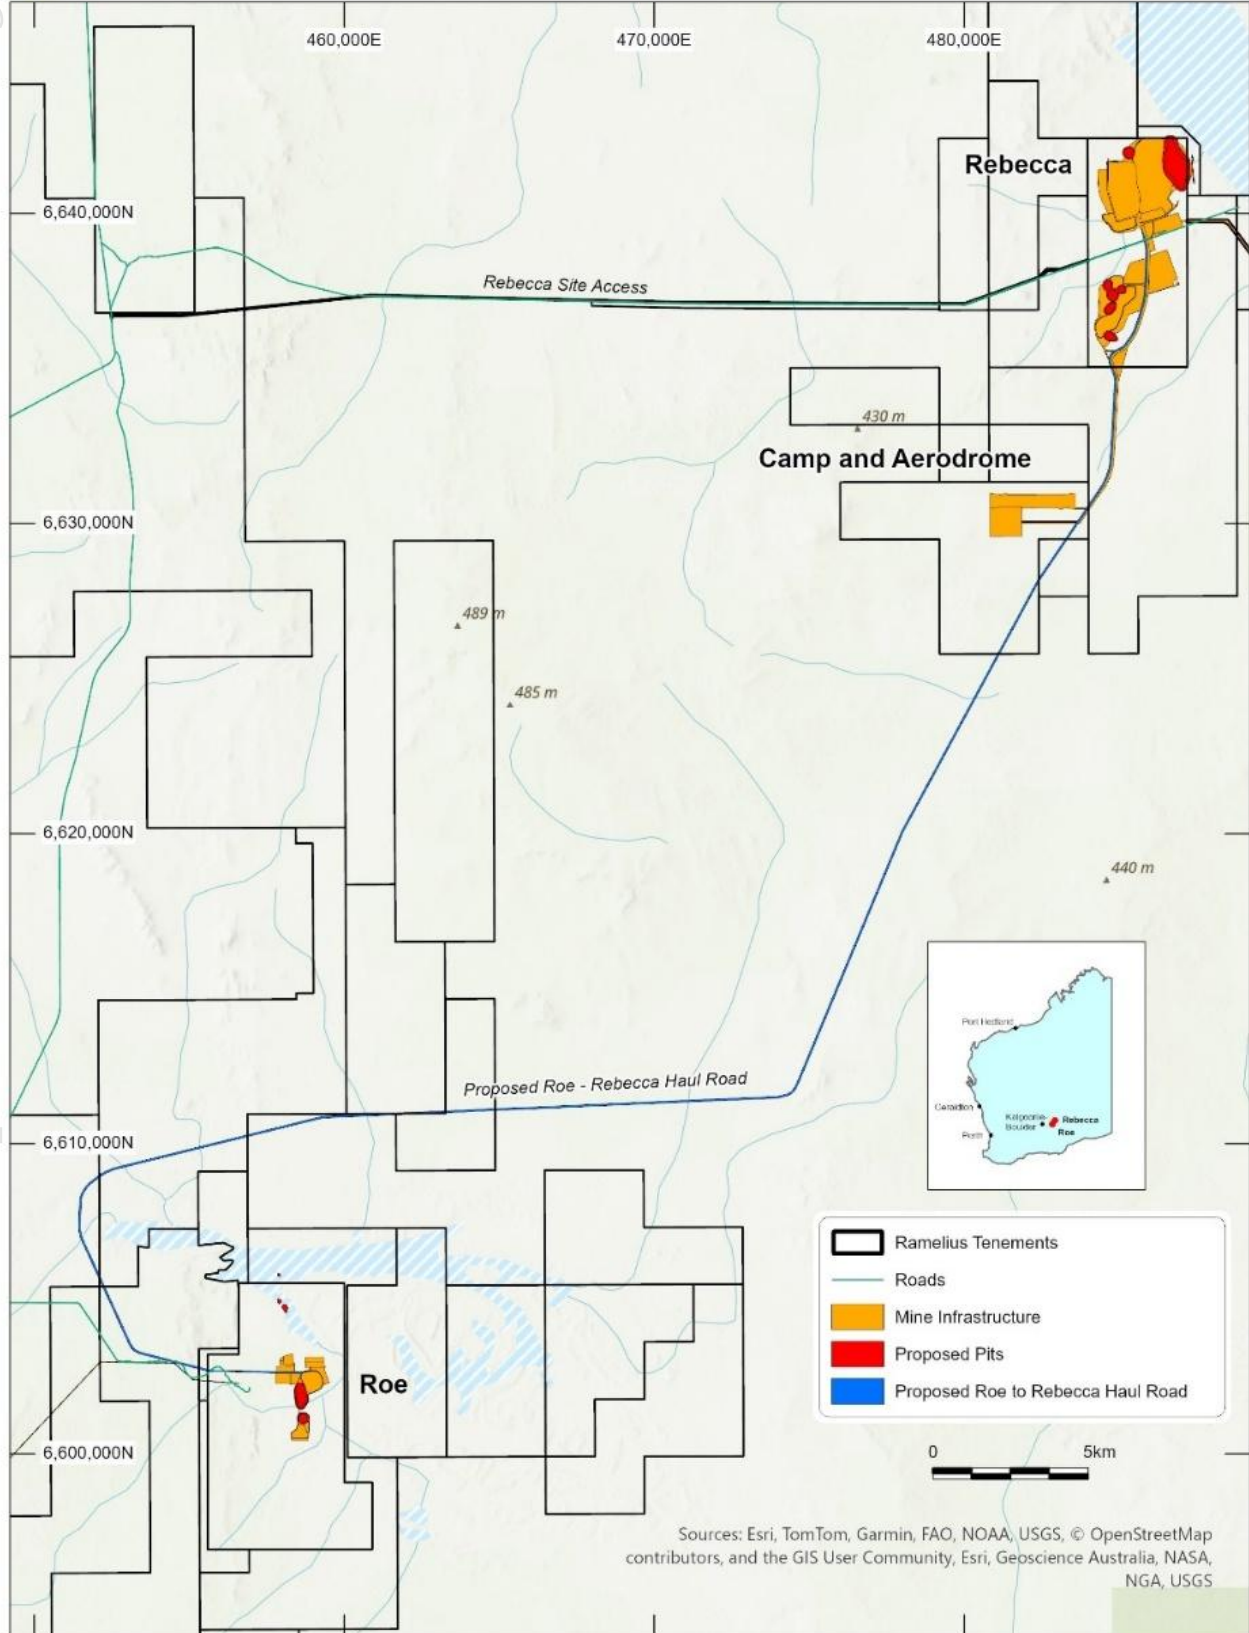 460,000E
470,000E
480,000E
Rebecca
6,640,000N
Rebecca Site Access
430 m
Camp and Aerodrome
6,630,000N
489 m
485 m
6,620,000N
440 m
Port Hedland
Proposed Roe - Rebecca Haul Road
Geraldton
Kalgoorlie-
Boulder
Rebecca
Roe
Perth
6,610,000N
Ramelius Tenements
Roads
Mine Infrastructure
Proposed Pits
Proposed Roe to Rebecca Haul Road
Roe
6,600,000N
0
5km
Sources: Esri, TomTom, Garmin, FAO, NOAA, USGS, © OpenStreetMap
contributors, and the GIS User Community, Esri, Geoscience Australia, NASA,
NGA, USGS